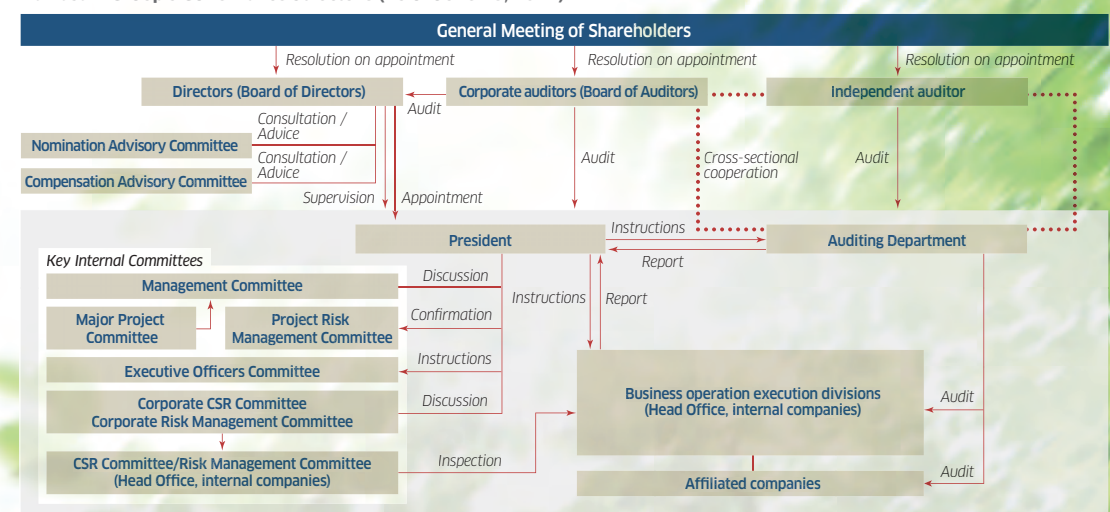 General Meeting of Shareholders
Resolution on appointment
Resolution on appointment
Resolution on appointment
Directors (Board of Directors)
Corporate auditors (Board of Auditors)
Independent auditor
Audit
Consultation /
Advice
Nomination Advisory Committee
Consultation /
Advice
Compensation Advisory Committee
Audit
Cross-sectional
cooperation
Audit
Supervision
Appointment
President
Instructions
Report
Auditing Department
Key Internal Committees
Management Committee
Discussion
Instructions
Report
Major Project
Committee
Project Risk
Management Committee
Confirmation
Executive Officers Committee
Instructions
Corporate CSR Committee
Corporate Risk Management Committee
Discussion
Business operation execution divisions
(Head Office, internal companies)
Audit
CSR Committee/Risk Management Committee
(Head Office, internal companies)
Inspection
Affiliated companies
Audit